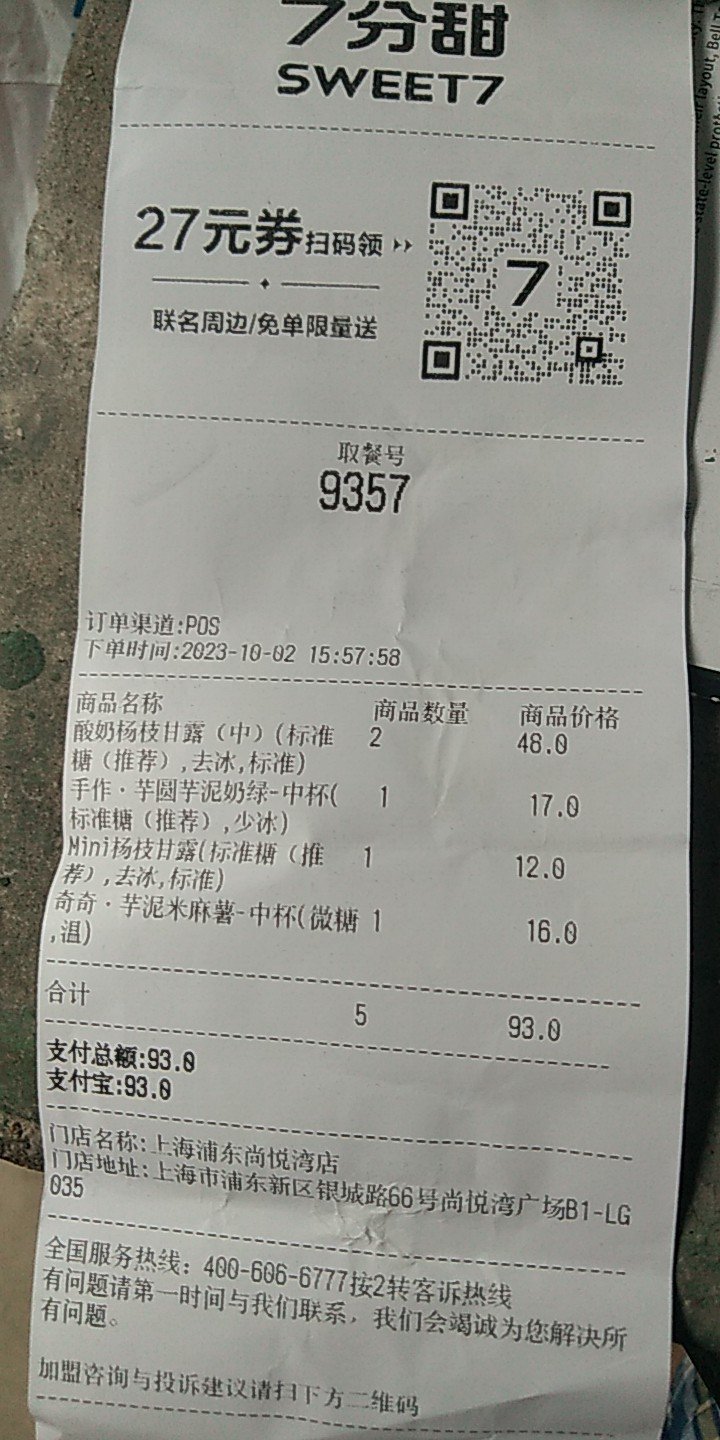 7分甜
SWEET7
27元券扫码领
联名周边/免单限量送
7
取餐号
9357
订单渠道:POS
下单时间:2023-10-02 15:57:58
商品名称 商品数量 商品价格
酸奶杨枝甘露（中）(标准 2 48.0
糖（推荐）,去冰,标准)
手作·芋圆芋泥奶绿-中杯( 1 17.0
标准糖（推荐）,少冰)
Mini杨枝甘露(标准糖（推 1 12.0
荐）,去冰,标准)
奇奇·芋泥米麻薯-中杯(微糖 1 16.0
,温)
合计 5 93.0
支付总额:93.0
支付宝:93.0
门店名称:上海浦东尚悦湾店
门店地址:上海市浦东新区银城路66号尚悦湾广场B1-LG
035
全国服务热线：400-606-6777按2转客诉热线
有问题请第一时间与我们联系，我们会竭诚为您解决所
有问题。
加盟咨询与投诉建议请扫下方二维码
layout, Bell
state-level